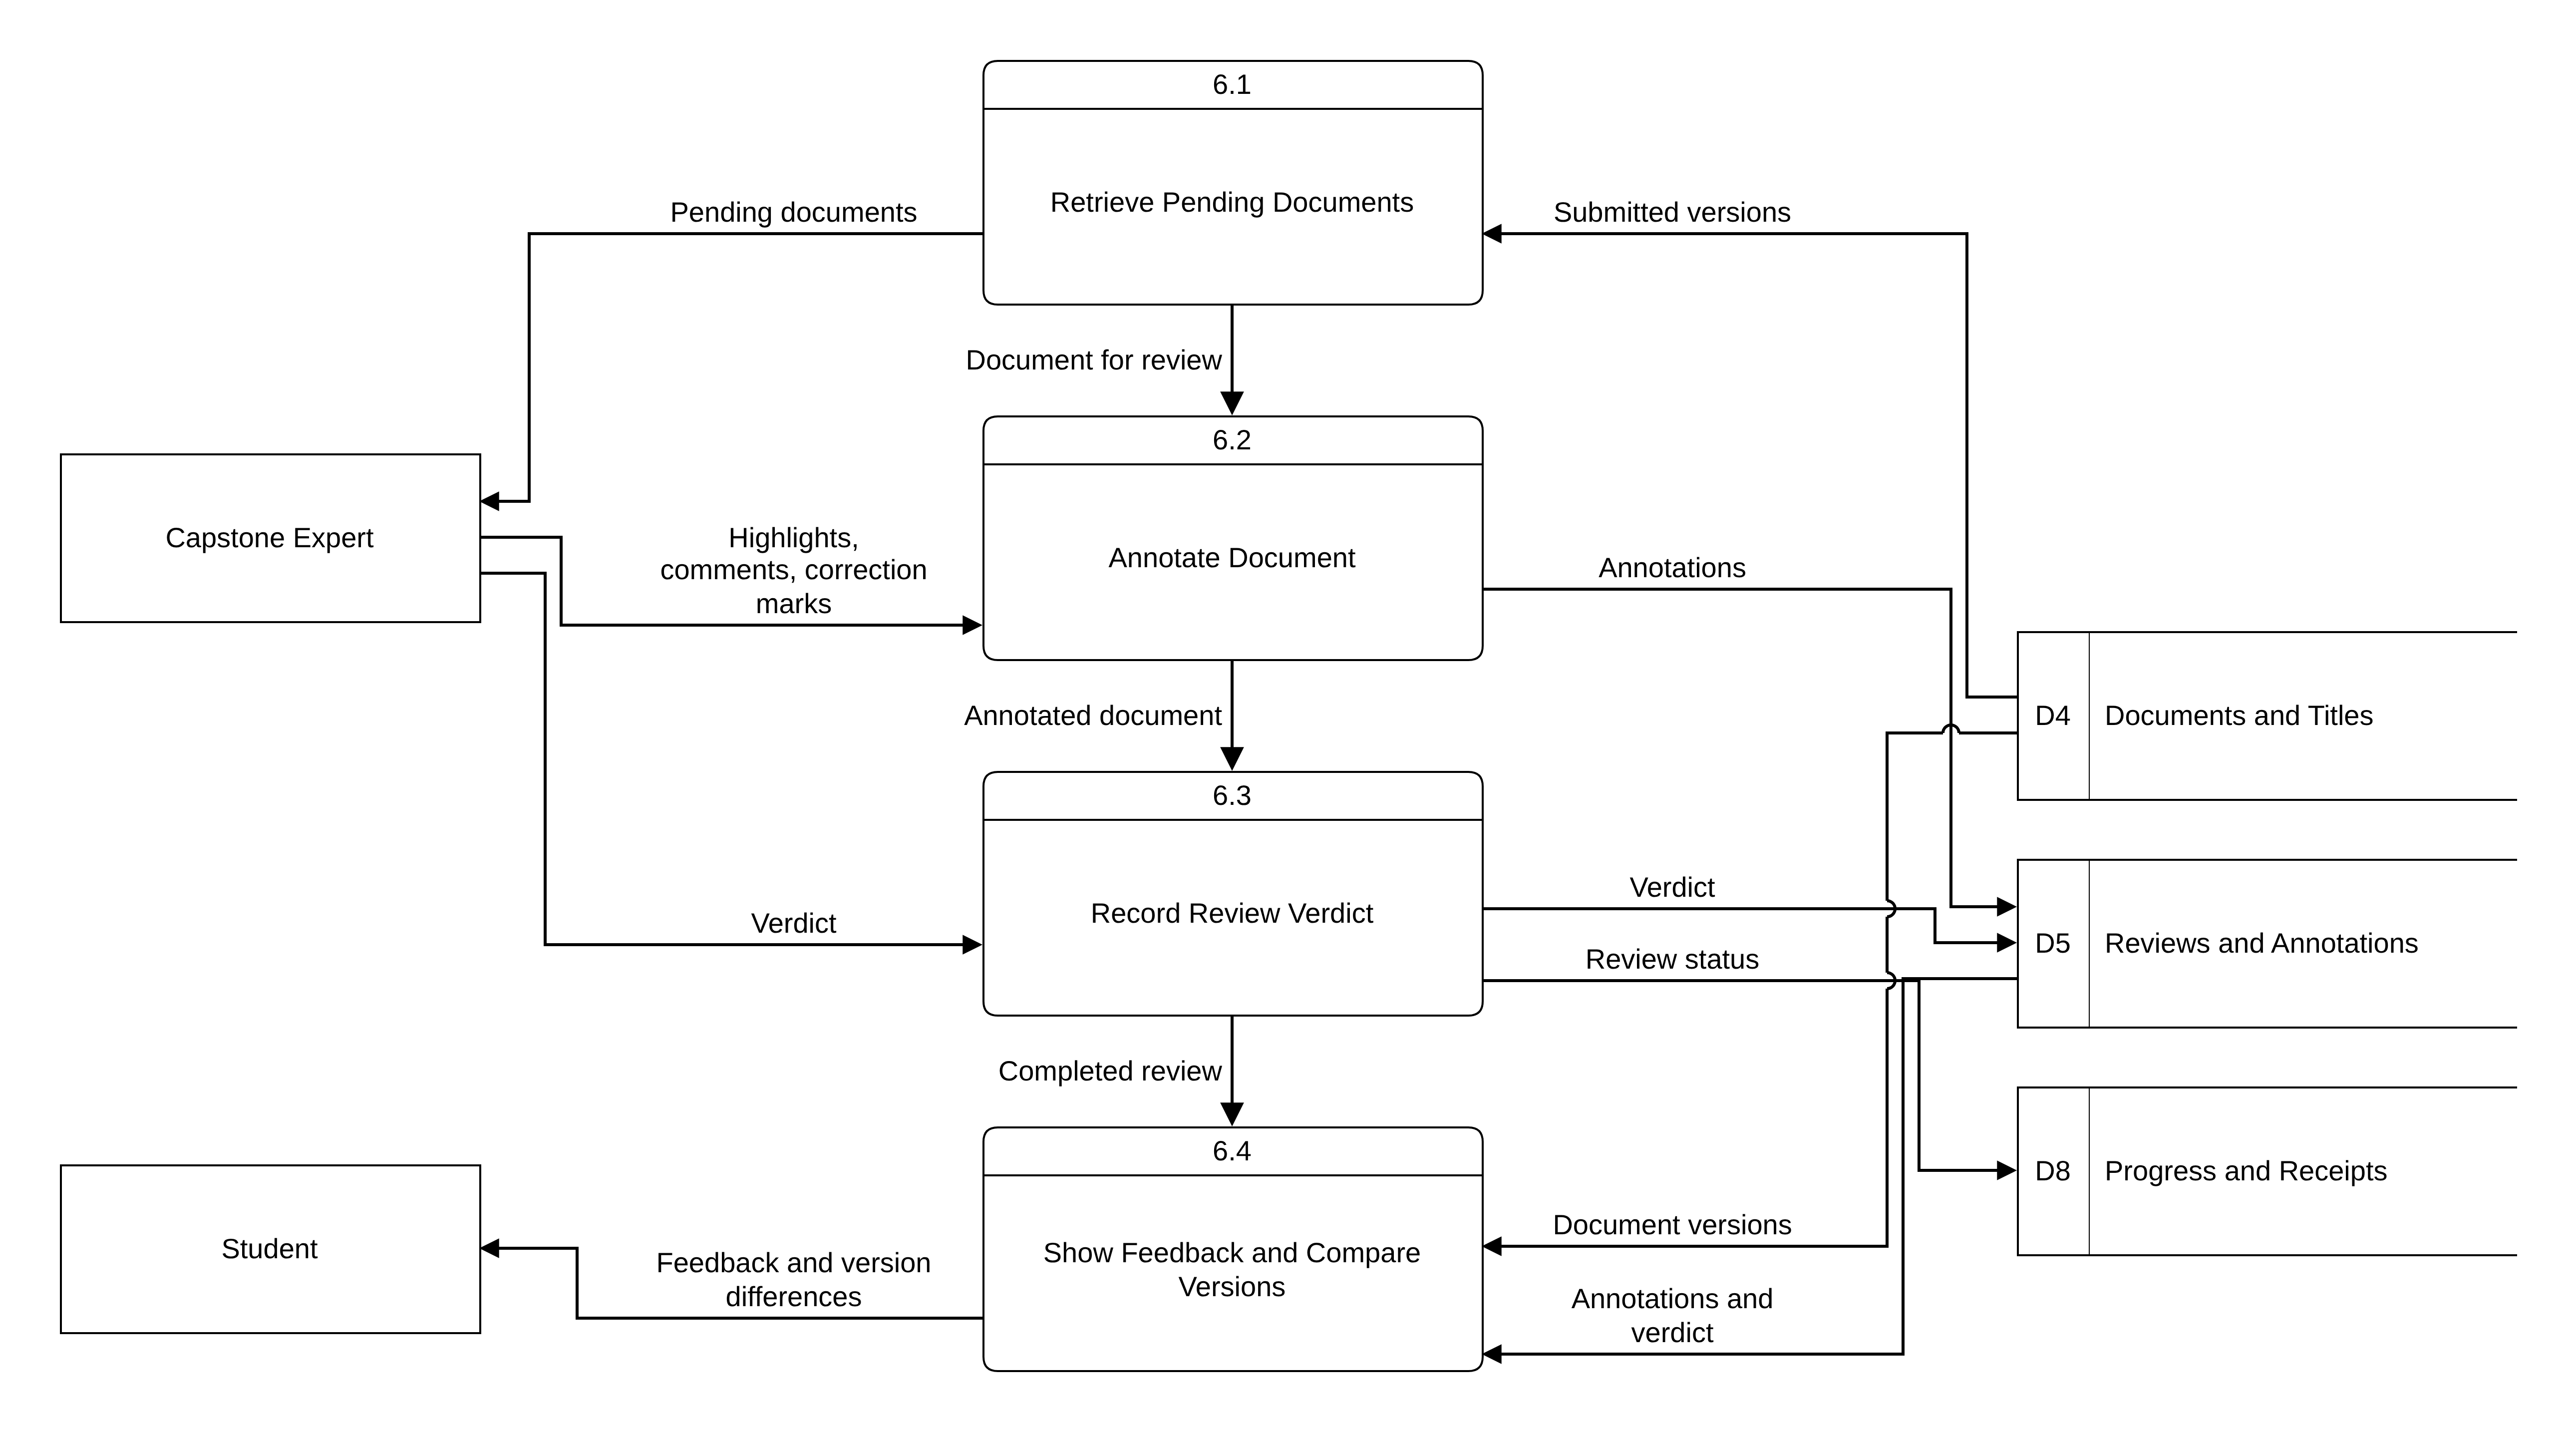 6.1
Retrieve Pending Documents
Pending documents
Submitted versions
Document for review
6.2
Capstone Expert
Highlights,
comments, correction
marks
Annotate Document
Annotations
Annotated document
D4
Documents and Titles
6.3
Record Review Verdict
Verdict
Verdict
Review status
D5
Reviews and Annotations
Completed review
6.4
D8
Progress and Receipts
Student
Feedback and version
differences
Show Feedback and Compare
Versions
Document versions
Annotations and
verdict